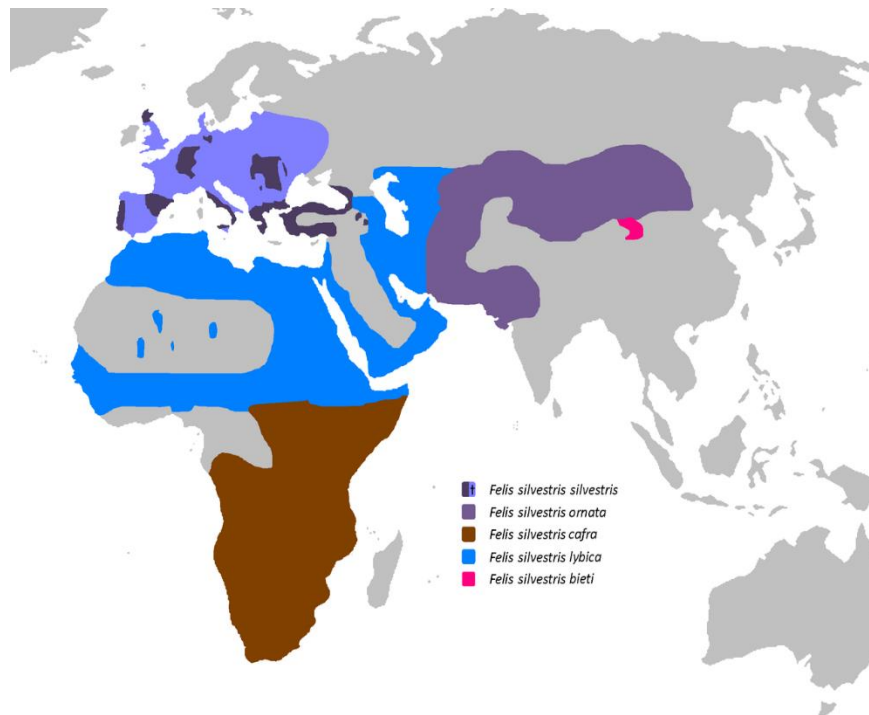 †
Felis silvestris silvestris
Felis silvestris ornata
Felis silvestris cafra
Felis silvestris lybica
Felis silvestris bieti